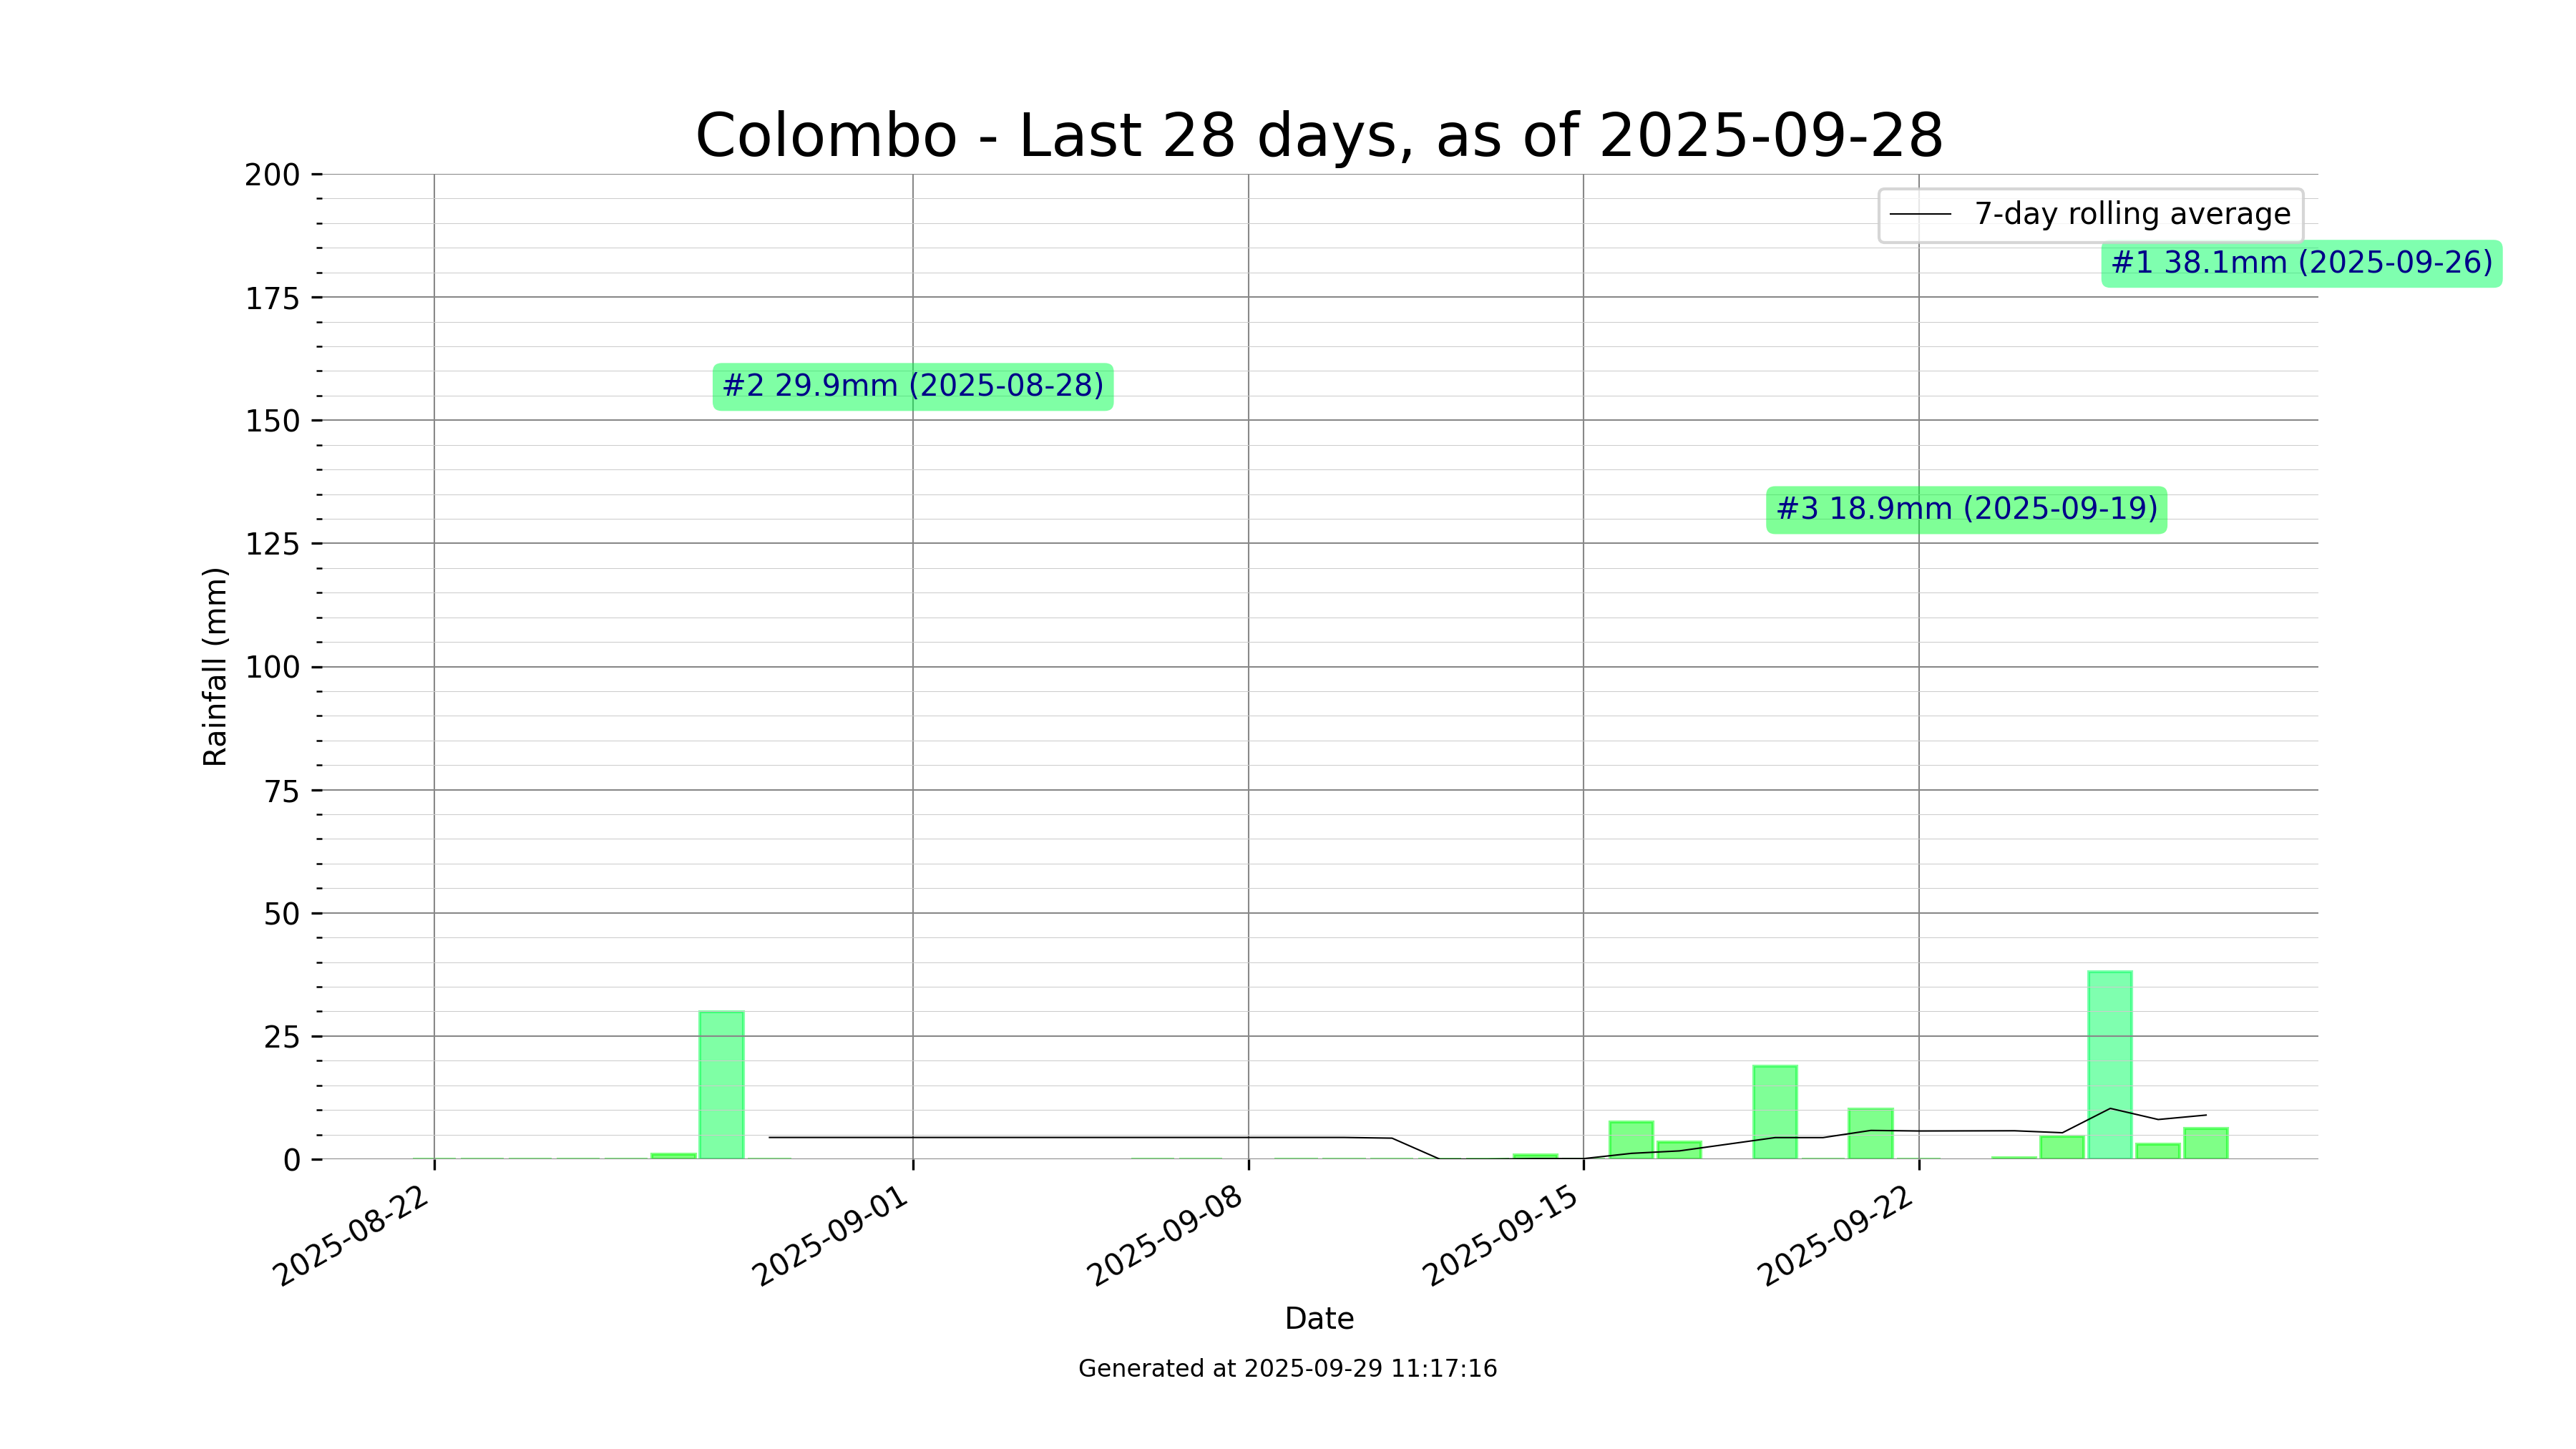 Colombo - Last 28 days, as of 2025-09-28
200
175
150
125
100
75
50
25
0
Rainfall (mm)
7-day rolling average
#1 38.1mm (2025-09-26)
#2 29.9mm (2025-08-28)
#3 18.9mm (2025-09-19)
2025-08-22
2025-09-01
2025-09-08
2025-09-15
2025-09-22
Date
Generated at 2025-09-29 11:17:16